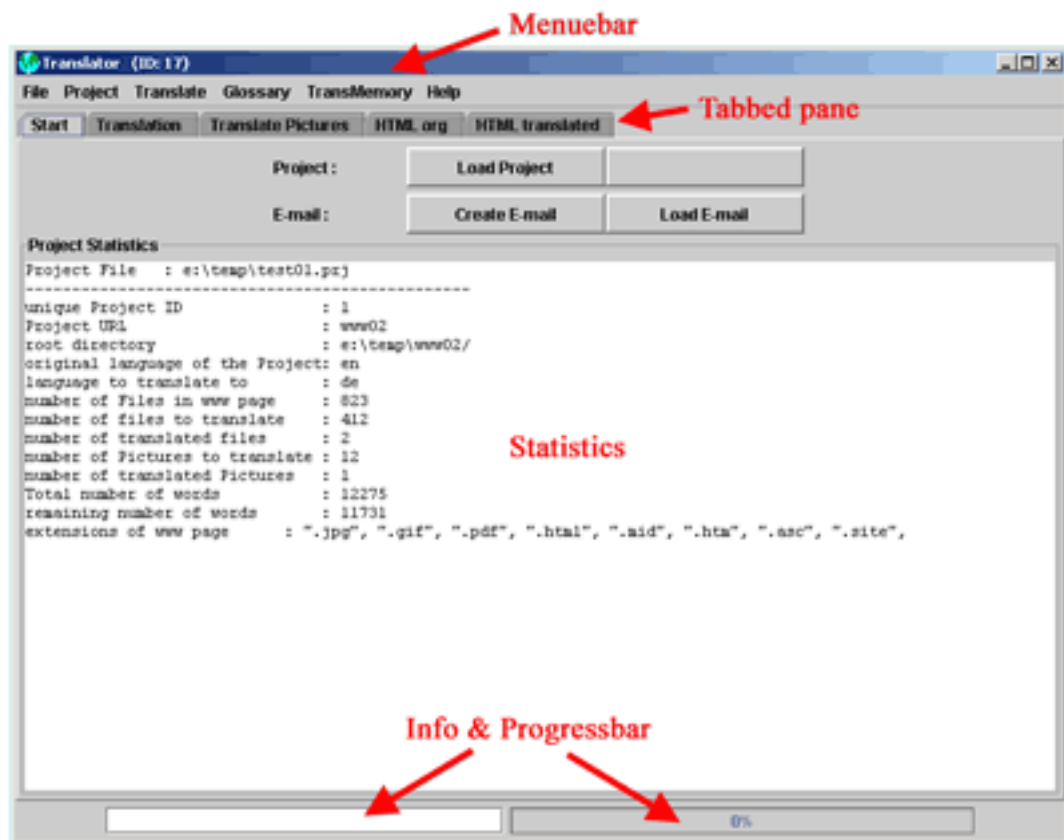 Menuebar
Translator (ID: 17)
File Project Translate Glossary TransMemory Help
Tabbed pane
Start Translation Translate Pictures HTML org HTML translated
Project : Load Project
E-mail : Create E-mail Load E-mail
Project Statistics
Project File : e:\temp\test01.prj
------------------------------------------------
unique Project ID : 1
Project URL : www02
root directory : e:\temp\www02/
original language of the Project: en
language to translate to : de
number of Files in www page : 823
number of files to translate : 412
number of translated files : 2
number of Pictures to translate : 12
number of translated Pictures : 1
Statistics
Total number of words : 12275
remaining number of words : 11731
extensions of www page : ".jpg", ".gif", ".pdf", ".html", ".mid", ".htm", ".asc", ".site",
Info & Progressbar
0%